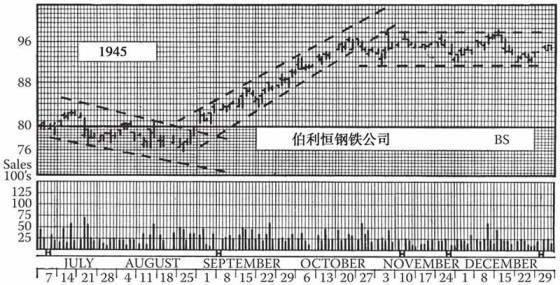 96
1945
88
80
伯利恒钢铁公司 BS
76
Sales
100's
125
100
75
50
25
JULY AUGUST SEPTEMBER OCTOBER NOVEMBER DECEMBER
7 14 21 28 4 11 18 25 1 8 15 22 29 6 13 20 27 3 10 17 24 1 8 15 22 29